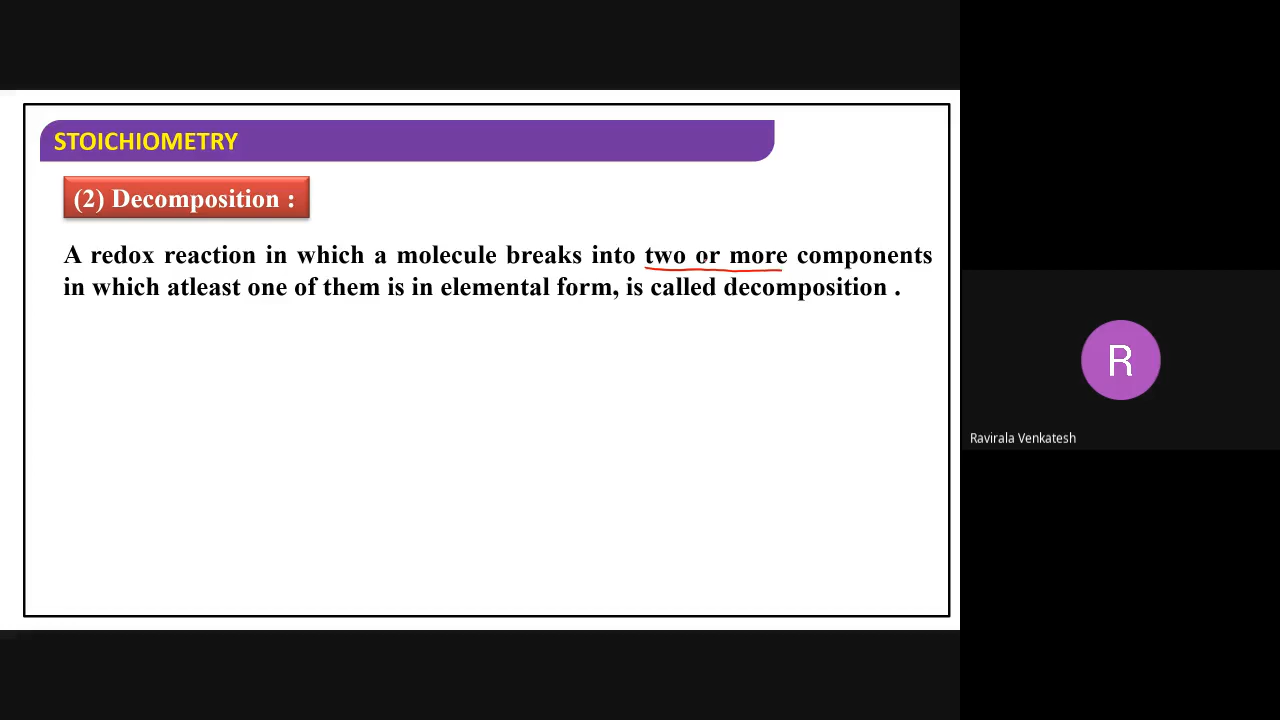 STOICHIOMETRY
(2) Decomposition :
A redox reaction in which a molecule breaks into two or more components
in which atleast one of them is in elemental form, is called decomposition .
R
Ravirala Venkatesh